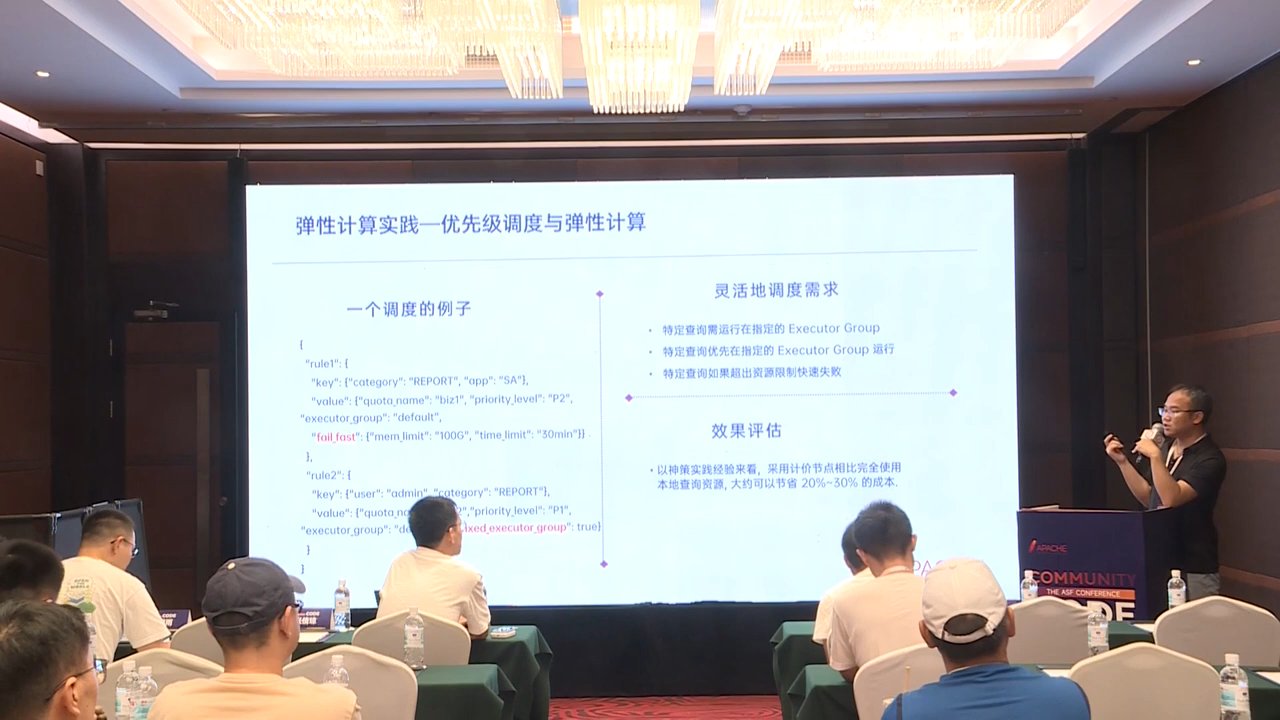 弹性计算实践—优先级调度与弹性计算
一个调度的例子
{
"rule1": {
"key": {"category": "REPORT", "app": "SA"},
"value": {"quota_name": "biz1", "priority_level": "P2",
"executor_group": "default",
"fail_fast": {"mem_limit": "100G", "time_limit": "30min"}}
},
"rule2": {
"key": {"user": "admin", "category": "REPORT"},
"value": {"quota_ ","priority_level": "P1",
"executor_group": ixed_executor_group": true}
}
}
灵活地调度需求
• 特定查询需运行在指定的 Executor Group
• 特定查询优先在指定的 Executor Group 运行
• 特定查询如果超出资源限制快速失败
效果评估
• 以神策实践经验来看，采用计价节点相比完全使用
本地查询资源, 大约可以节省 20%~30% 的成本.
APACHE
COMMUNITY
THE ASF CONFERENCE